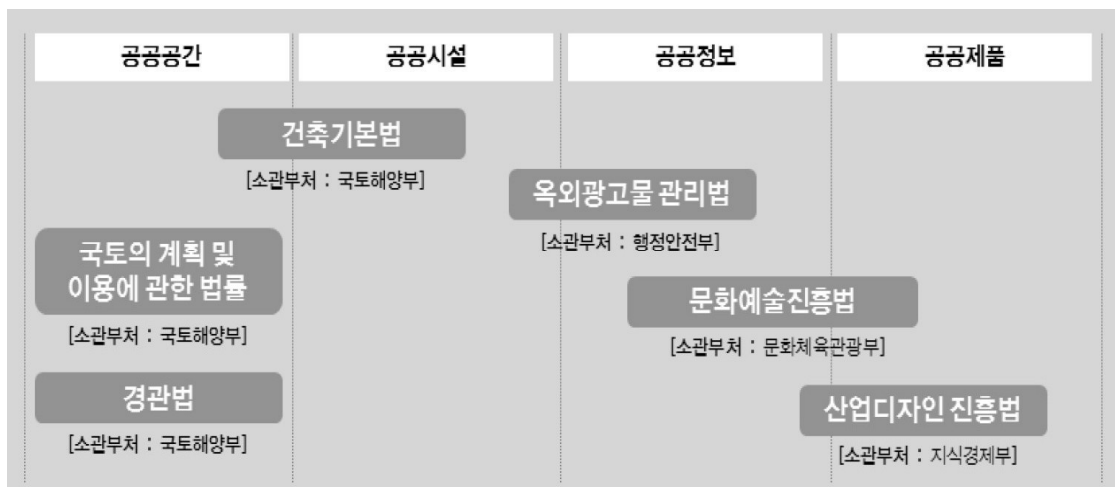 공공공간
공공시설
공공정보
공공제품
건축기본법
[소관부처 : 국토해양부]
옥외광고물 관리법
[소관부처 : 행정안전부]
국토의 계획 및
이용에 관한 법률
[소관부처 : 국토해양부]
문화예술진흥법
[소관부처 : 문화체육관광부]
경관법
[소관부처 : 국토해양부]
산업디자인 진흥법
[소관부처 : 지식경제부]